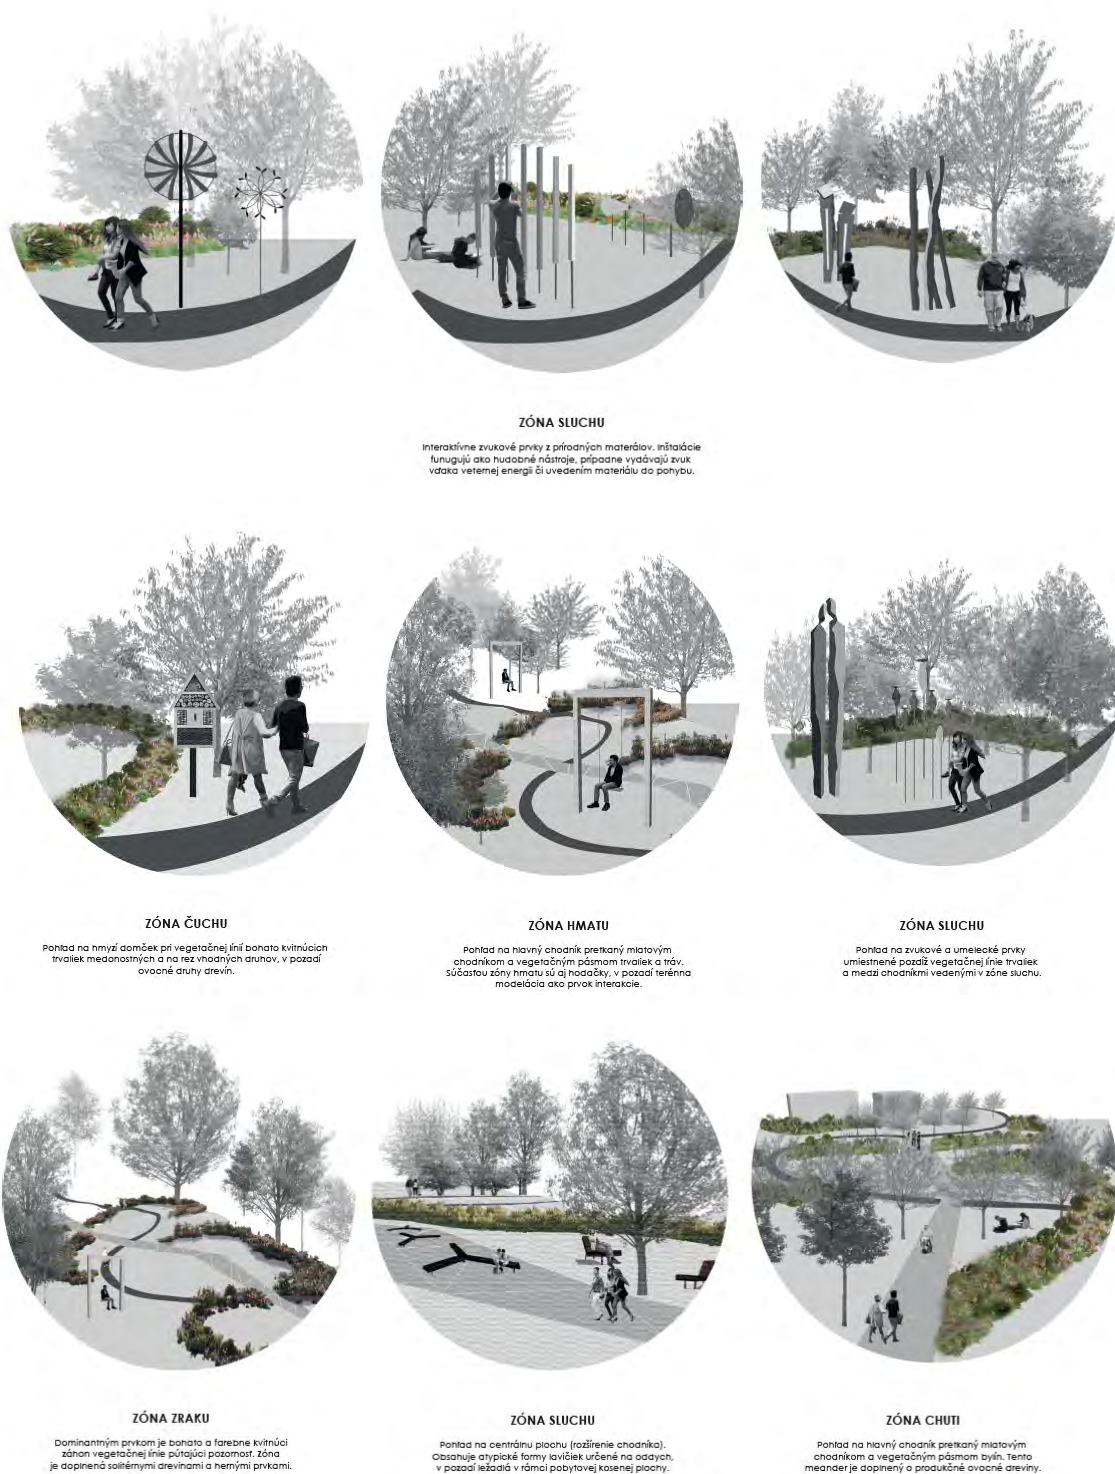 ZÓNA SLUCHU
Interaktívne zvukové prvky z prírodných materálov. Inštalácie
funugujú ako hudobné nástroje, prípadne vydávajú zvuk
vďaka veternej energii či uvedením materiálu do pohybu.
ZÓNA ČUCHU
Pohľad na hmyzí domček pri vegetačnej línií bohato kvitnúcich
trvaliek medonostných a na rez vhodných druhov, v pozadí
ovocné druhy drevín.
ZÓNA HMATU
Pohľad na hlavný chodník pretkaný mlatovým
chodníkom a vegetačným pásmom trvaliek a tráv.
Súčasťou zóny hmatu sú aj hodačky, v pozadí terénna
modelácia ako prvok interakcie.
ZÓNA SLUCHU
Pohľad na zvukové a umelecké prvky
umiestnené pozdĺž vegetačnej línie trvaliek
a medzi chodníkmi vedenými v zóne sluchu.
ZÓNA ZRAKU
Dominantným prvkom je bohato a farebne kvitnúci
záhon vegetačnej línie pútajúci pozornosť. Zóna
je doplnená solitérnymi drevinami a hernými prvkami.
ZÓNA SLUCHU
Pohľad na centrálnu plochu (rozšírenie chodníka).
Obsahuje atypické formy lavičiek určené na oddych,
v pozadí ležadlá v rámci pobytovej kosenej plochy.
ZÓNA CHUTI
Pohľad na hlavný chodník pretkaný mlatovým
chodníkom a vegetačným pásmom bylín. Tento
meander je doplnený o produkčné ovocné dreviny.